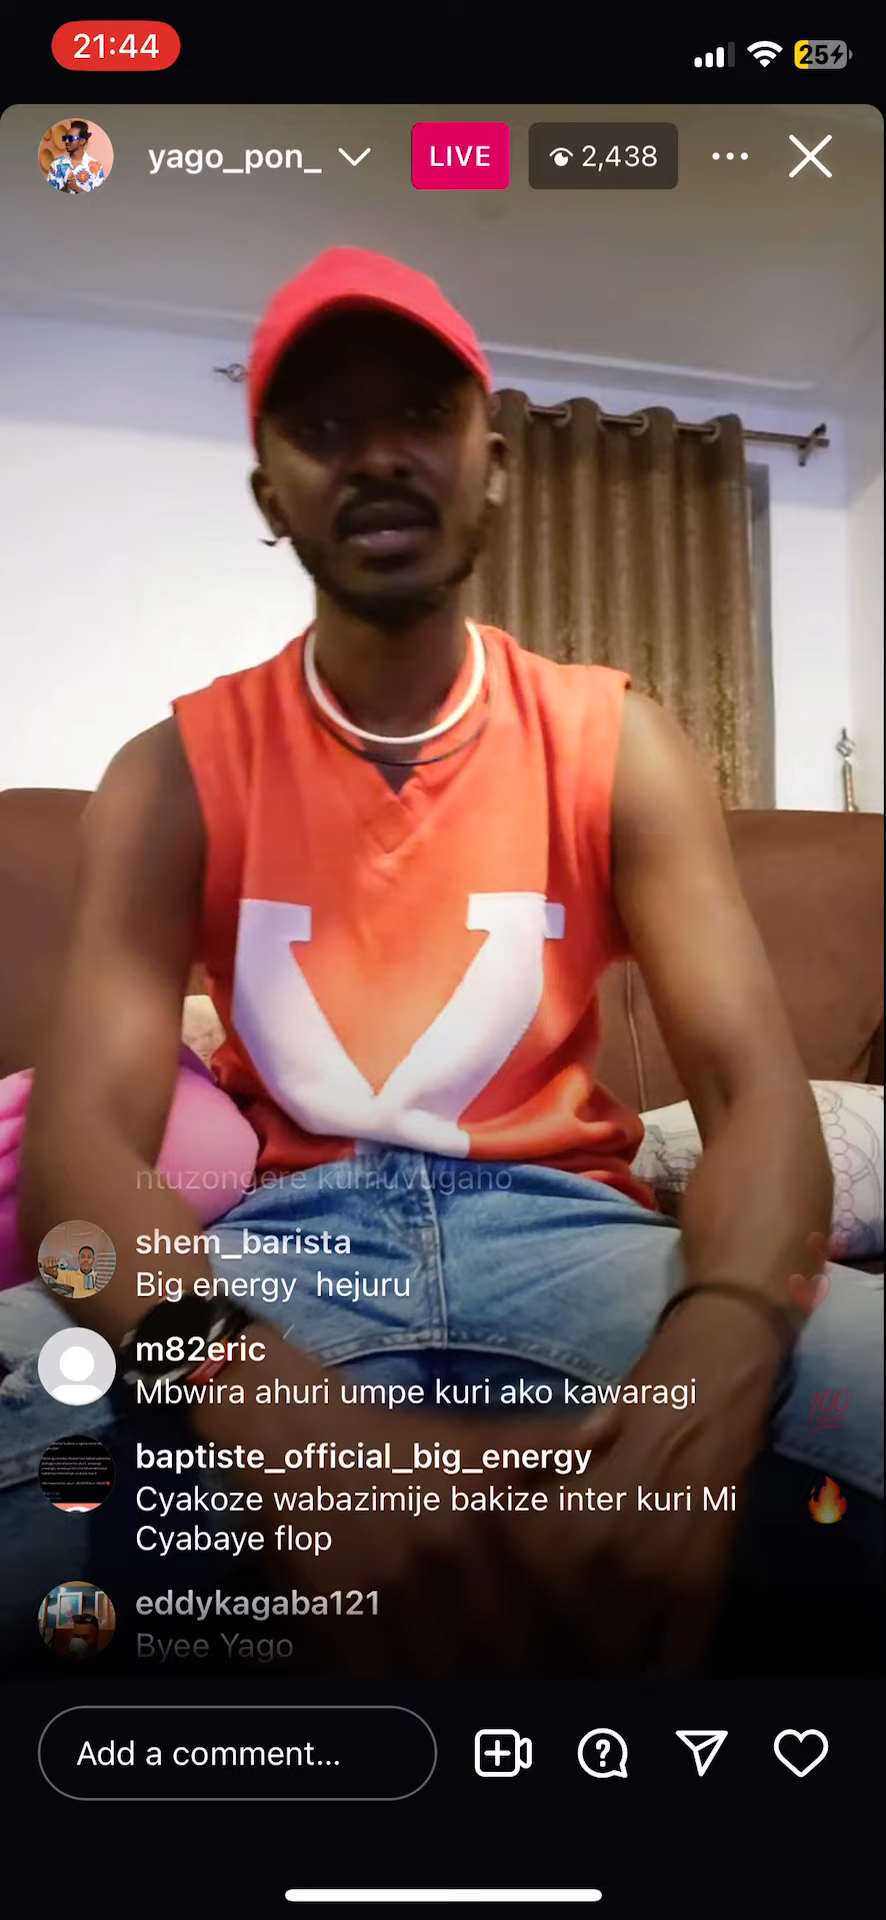 21:44
25
yago_pon_
LIVE
2,438
ntuzongere kumuvugaho
shem_barista
Big energy  hejuru
m82eric
Mbwira ahuri umpe kuri ako kawaragi
baptiste_official_big_energy
Cyakoze wabazimije bakize inter kuri Mi
Cyabaye flop
eddykagaba121
Byee Yago
100
Add a comment...